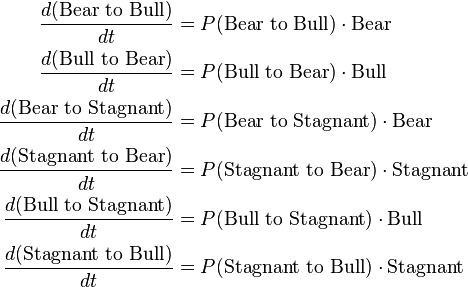 d(Bear to Bull)/dt = P(Bear to Bull) · Bear
d(Bull to Bear)/dt = P(Bull to Bear) · Bull
d(Bear to Stagnant)/dt = P(Bear to Stagnant) · Bear
d(Stagnant to Bear)/dt = P(Stagnant to Bear) · Stagnant
d(Bull to Stagnant)/dt = P(Bull to Stagnant) · Bull
d(Stagnant to Bull)/dt = P(Stagnant to Bull) · Stagnant